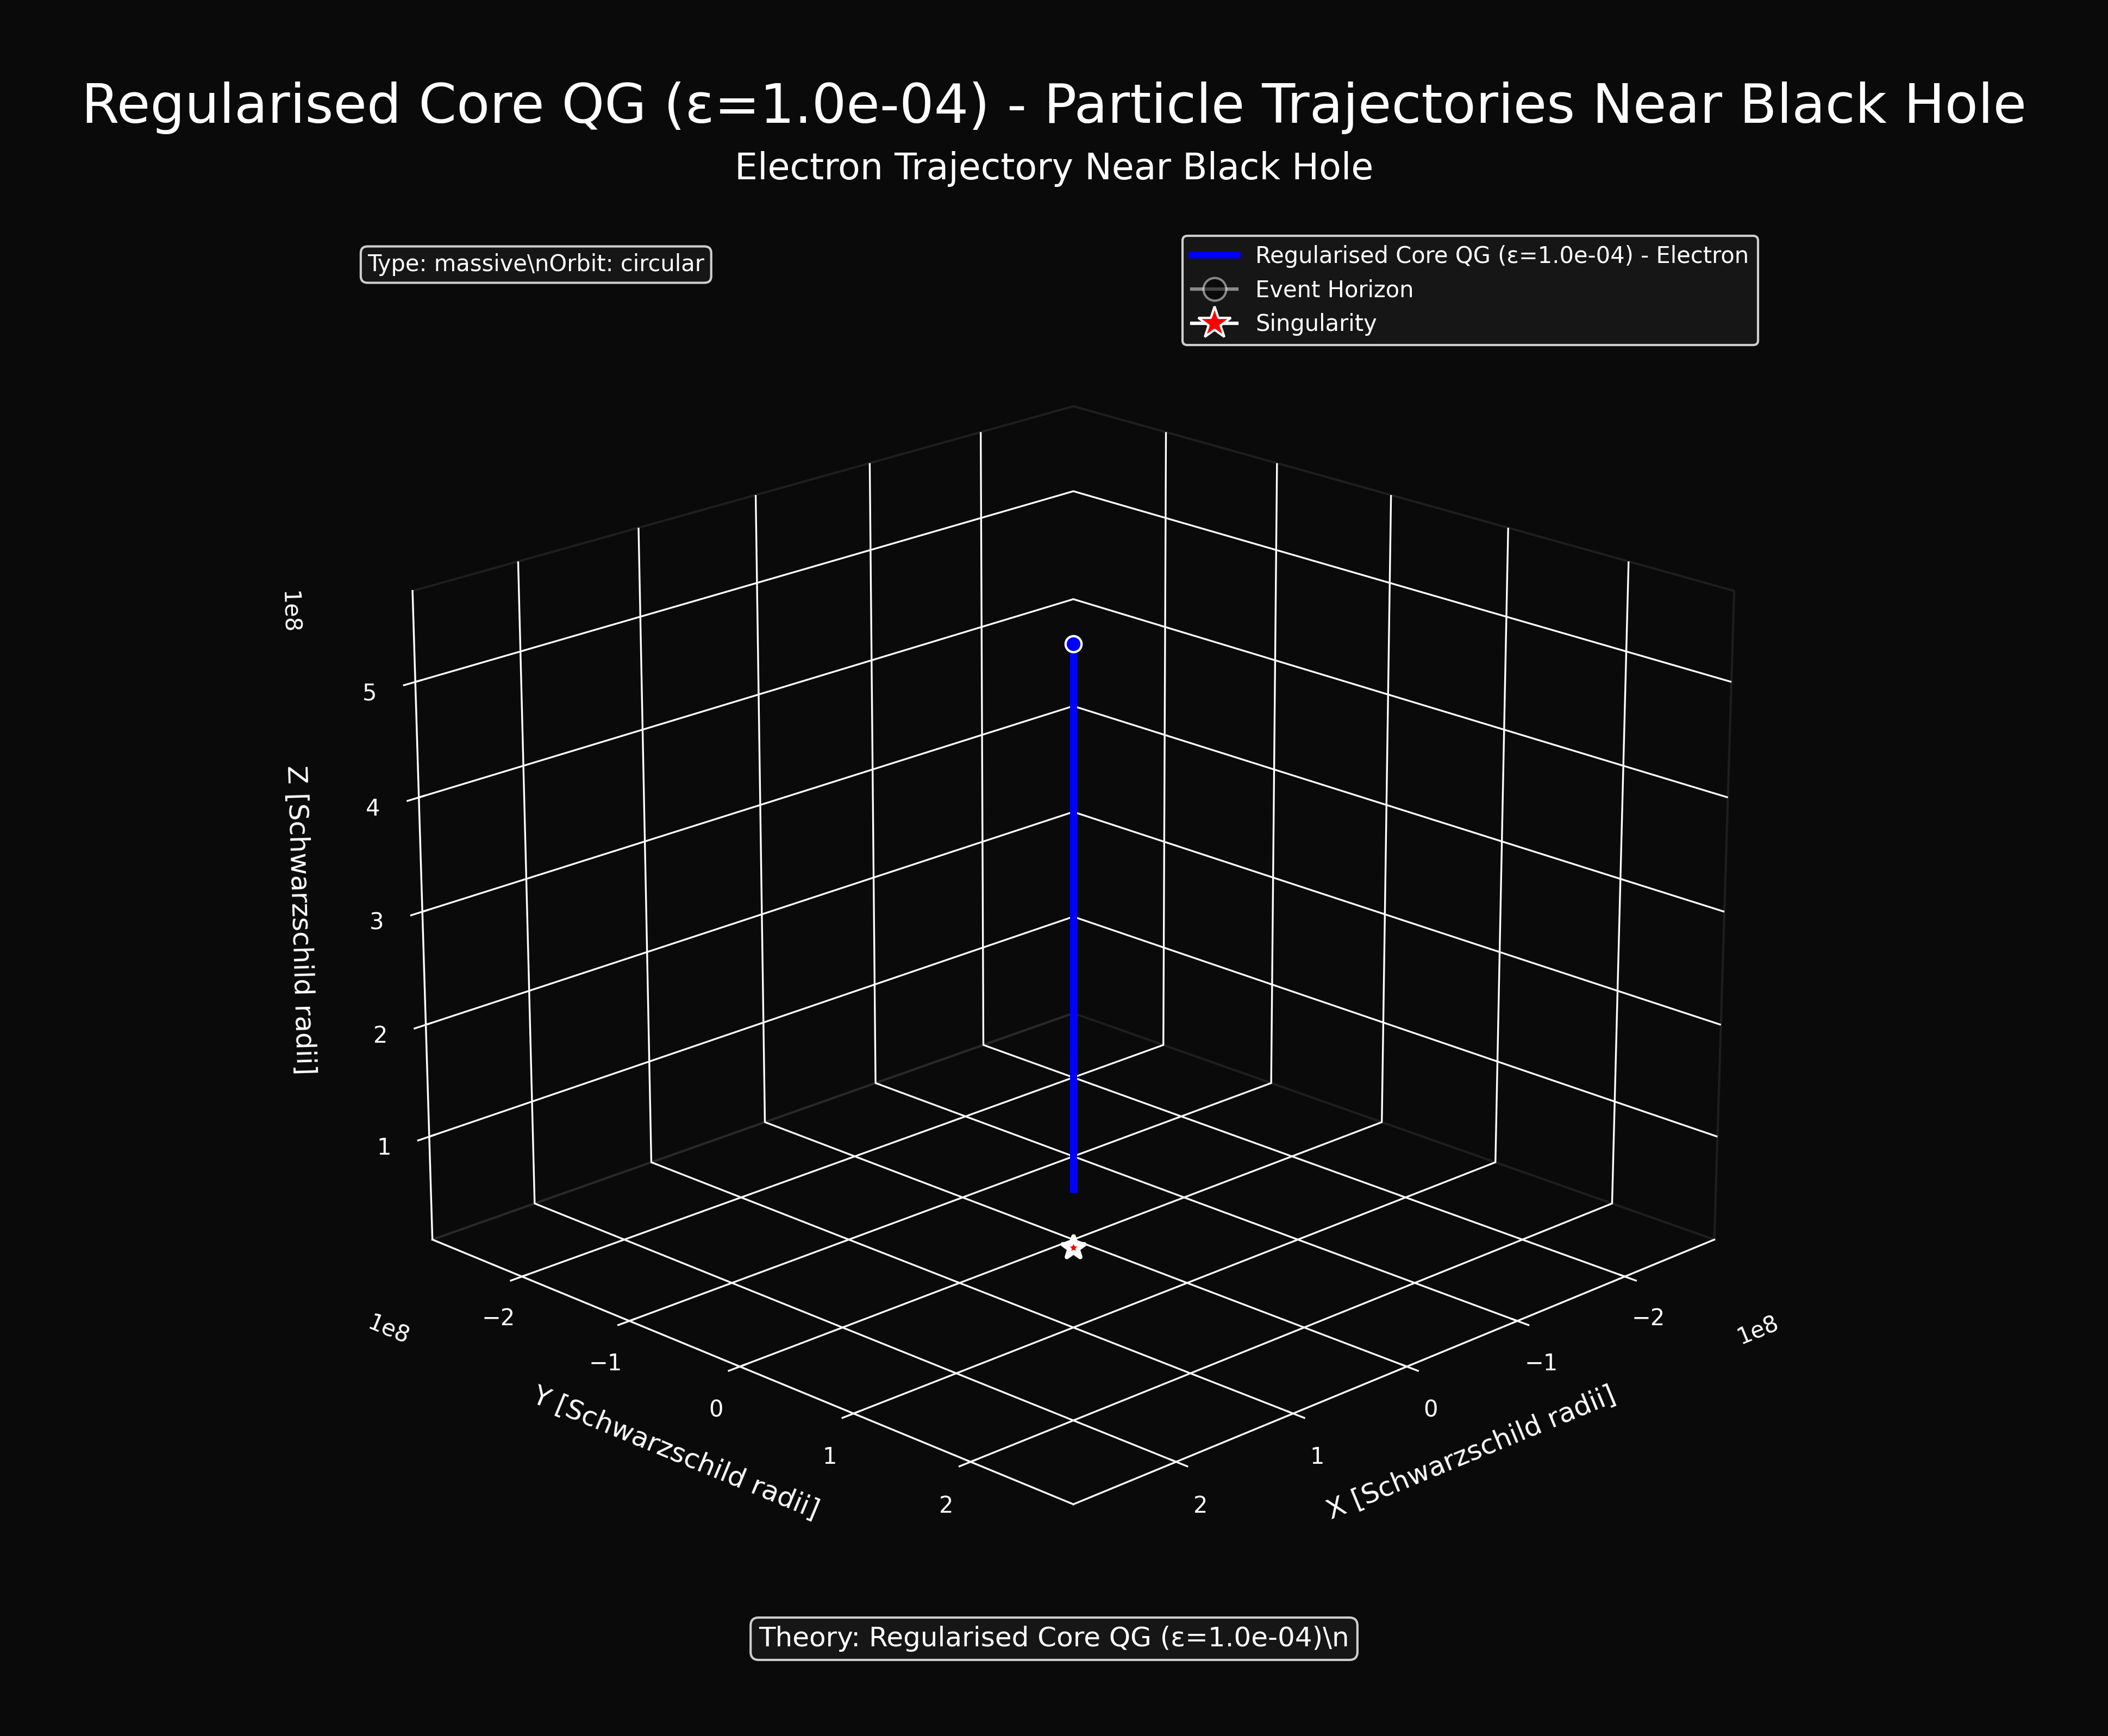 Regularised Core QG (ε=1.0e-04) - Particle Trajectories Near Black Hole
Electron Trajectory Near Black Hole
Type: massive\nOrbit: circular
Regularised Core QG (ε=1.0e-04) - Electron
Event Horizon
Singularity
1e8
5
4
3
2
1
Z [Schwarzschild radii]
1e8
−2
−1
0
1
2
Y [Schwarzschild radii]
2
1
0
−1
−2
1e8
X [Schwarzschild radii]
Theory: Regularised Core QG (ε=1.0e-04)\n